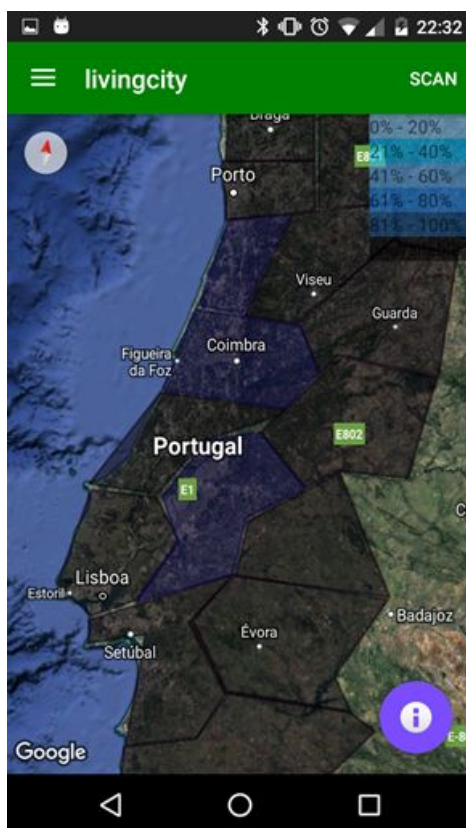 22:32
livingcity
SCAN
Braga
0% - 20%
21% - 40%
41% - 60%
61% - 80%
81% - 100%
Porto
Viseu
Guarda
Figueira
da Foz
Coimbra
Portugal
E802
E1
Lisboa
Estoril
Setúbal
Évora
Badajoz
Google